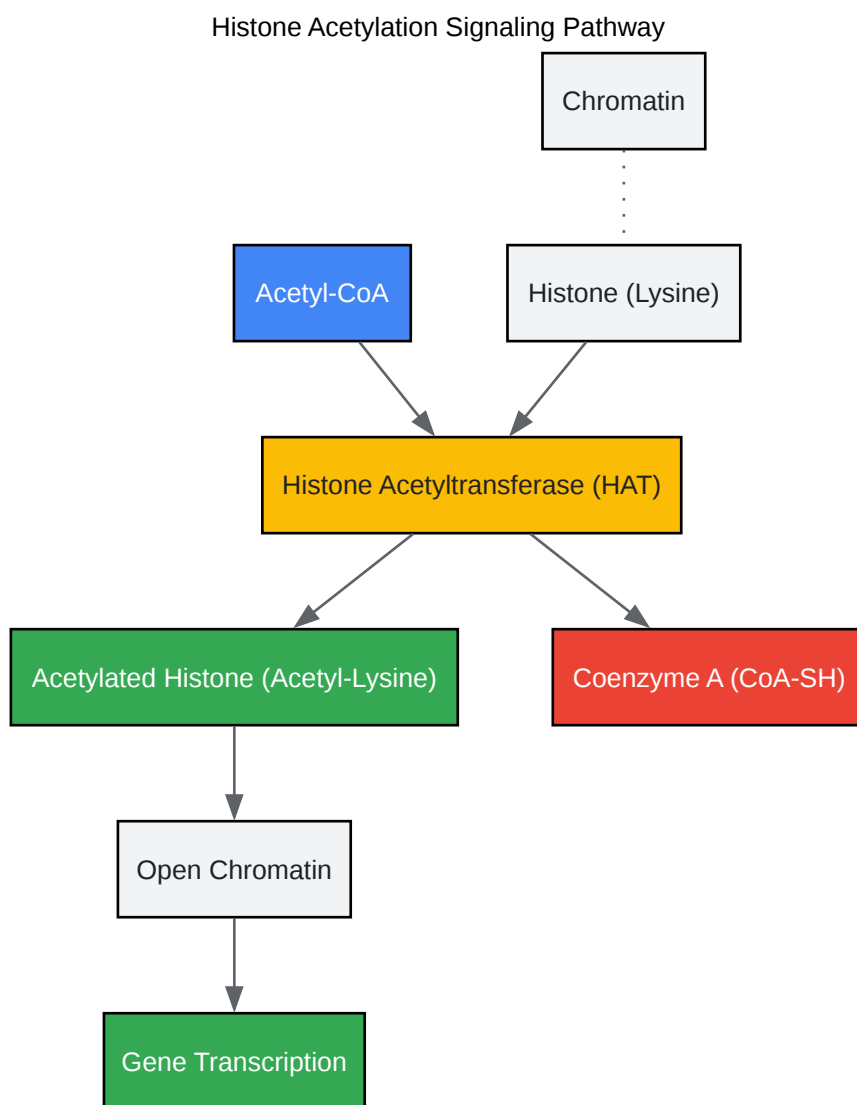 Histone Acetylation Signaling Pathway
Chromatin
Acetyl-CoA
Histone (Lysine)
Histone Acetyltransferase (HAT)
Acetylated Histone (Acetyl-Lysine)
Coenzyme A (CoA-SH)
Open Chromatin
Gene Transcription